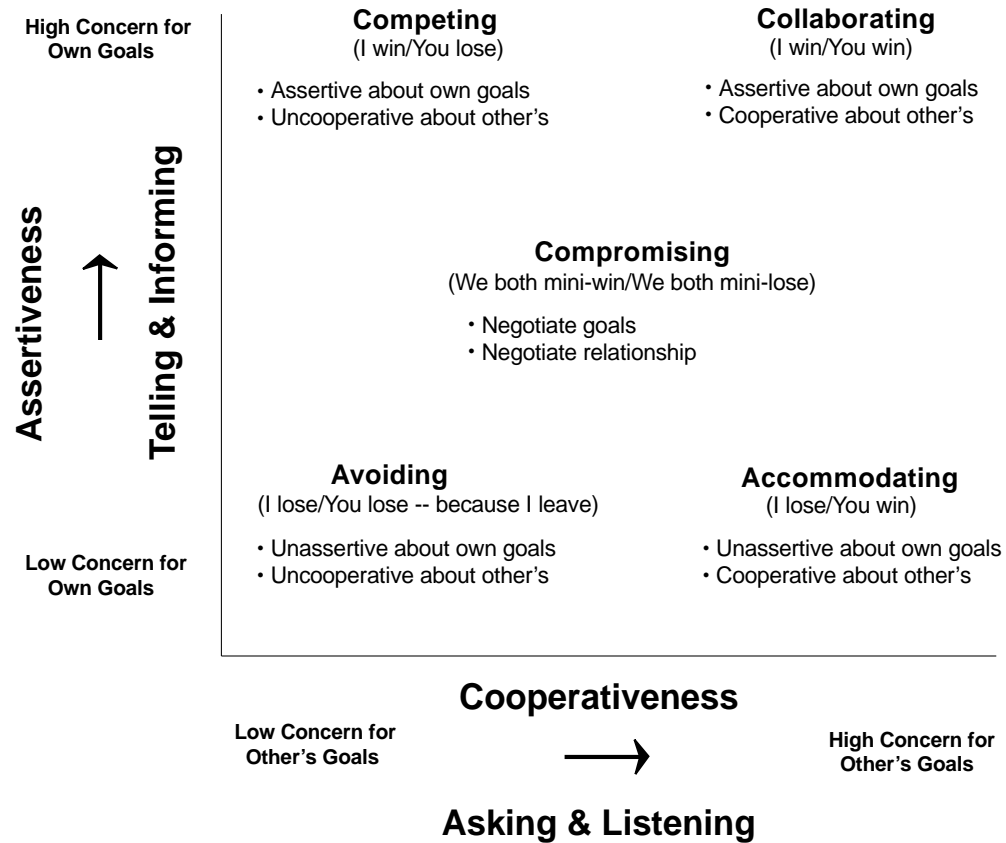 High Concern for
Own Goals
Competing
(I win/You lose)
• Assertive about own goals
• Uncooperative about other's
Collaborating
(I win/You win)
• Assertive about own goals
• Cooperative about other's
Assertiveness
Telling & Informing
Compromising
(We both mini-win/We both mini-lose)
• Negotiate goals
• Negotiate relationship
Avoiding
(I lose/You lose -- because I leave)
• Unassertive about own goals
• Uncooperative about other's
Accommodating
(I lose/You win)
• Unassertive about own goals
• Cooperative about other's
Low Concern for
Own Goals
Cooperativeness
Low Concern for
Other's Goals
High Concern for
Other's Goals
Asking & Listening